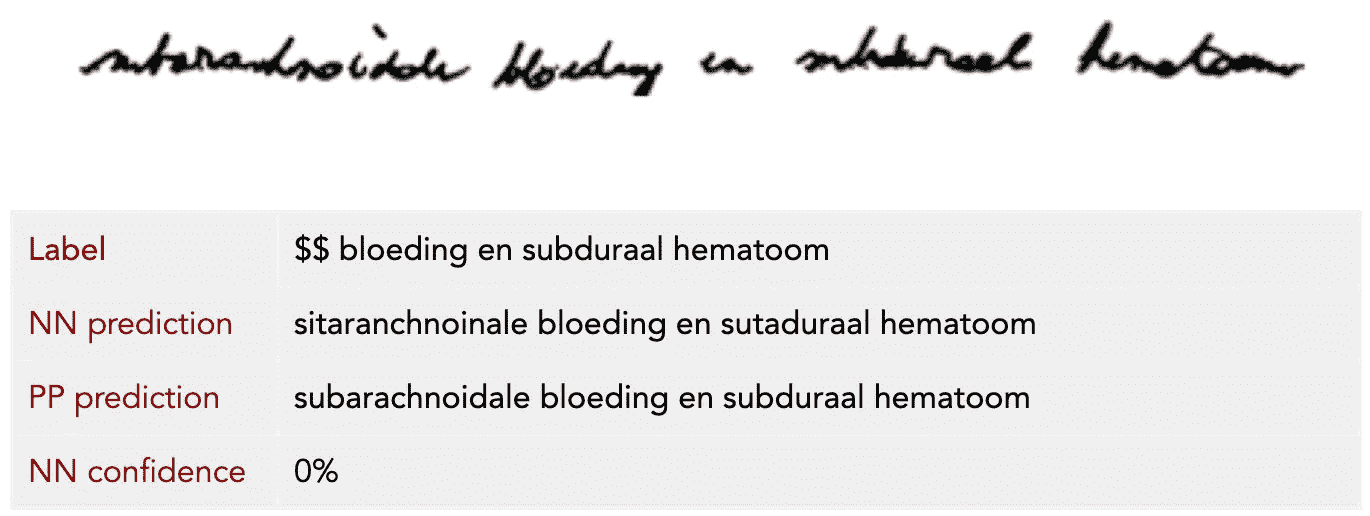 subarachnoïdale bloeding en subduraal hematoom
Label $$ bloeding en subduraal hematoom
NN prediction sitaranchnoinale bloeding en sutaduraal hematoom
PP prediction subarachnoidale bloeding en subduraal hematoom
NN confidence 0%